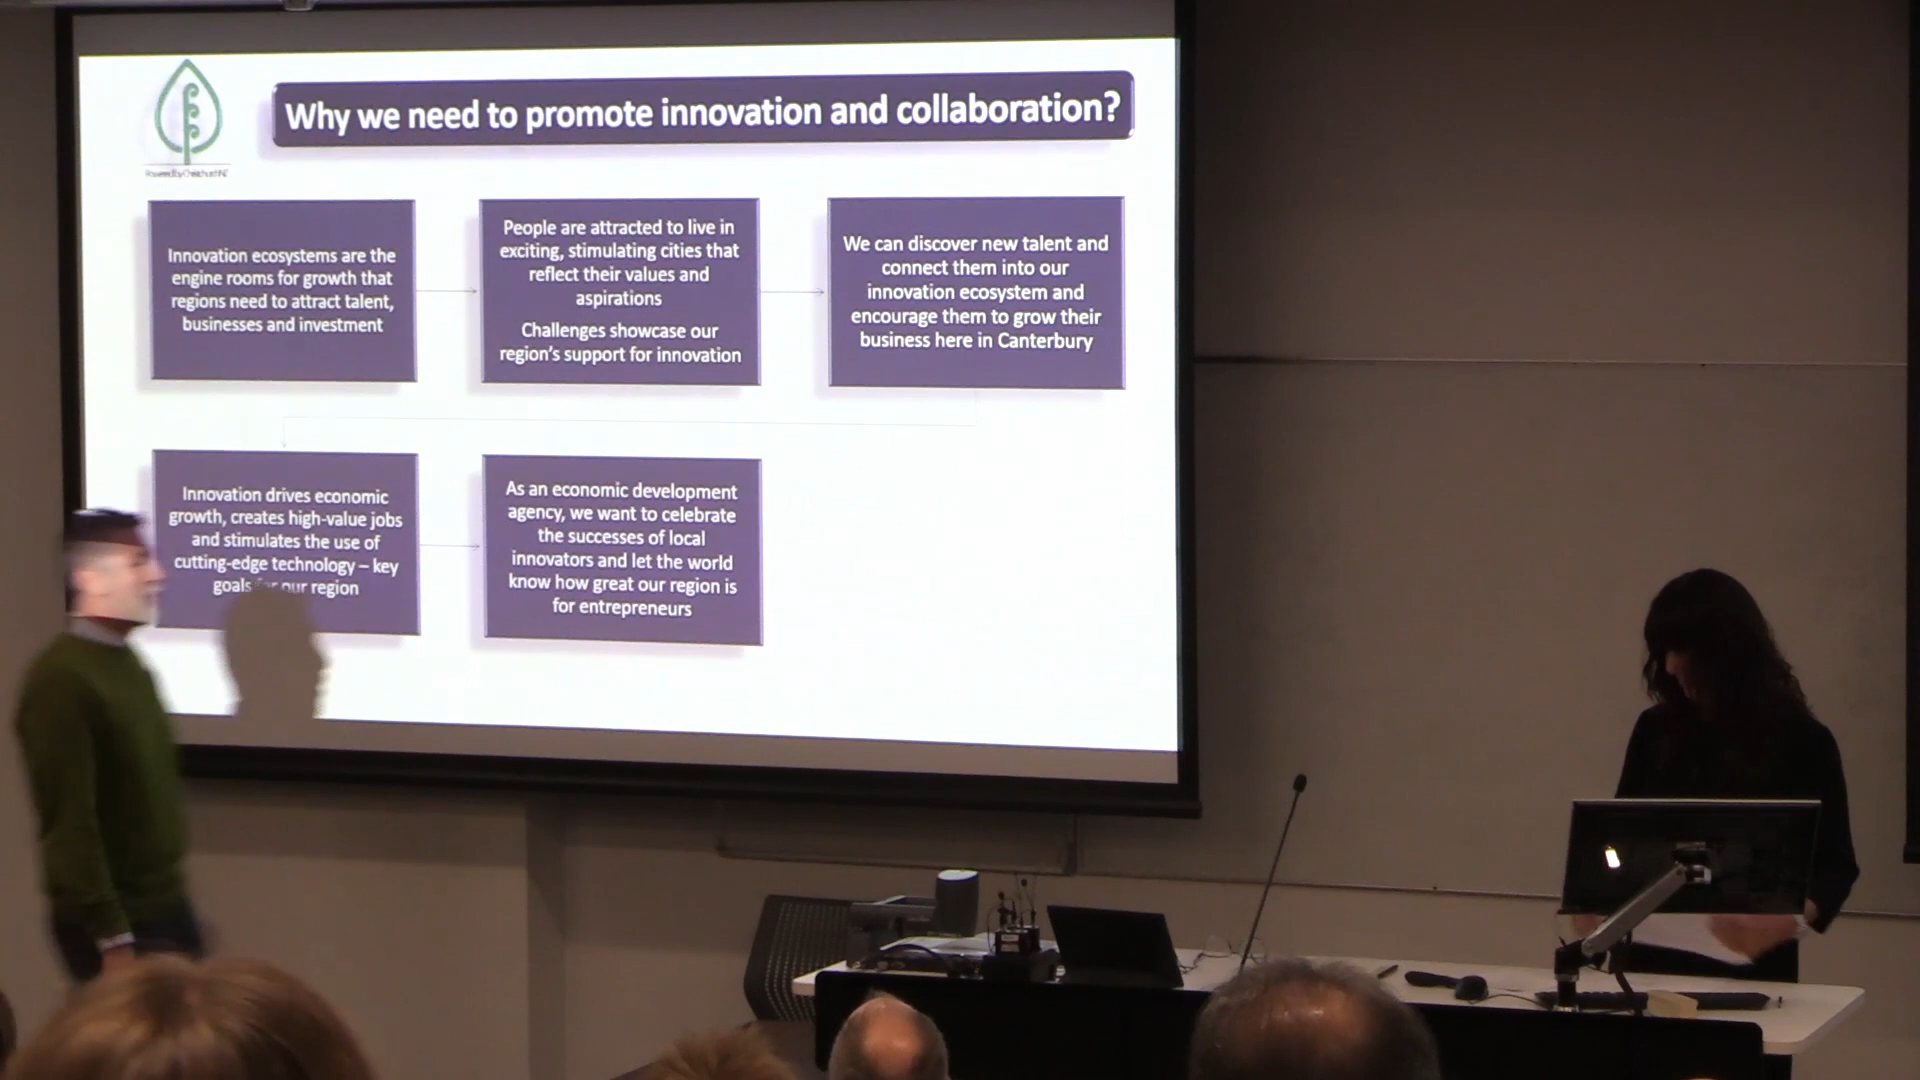 Why we need to promote innovation and collaboration?
Powered By ChristchurchNZ
Innovation ecosystems are the
engine rooms for growth that
regions need to attract talent,
businesses and investment
People are attracted to live in
exciting, stimulating cities that
reflect their values and
aspirations
Challenges showcase our
region's support for innovation
We can discover new talent and
connect them into our
innovation ecosystem and
encourage them to grow their
business here in Canterbury
Innovation drives economic
growth, creates high-value jobs
and stimulates the use of
cutting-edge technology – key
goals our region
As an economic development
agency, we want to celebrate
the successes of local
innovators and let the world
know how great our region is
for entrepreneurs